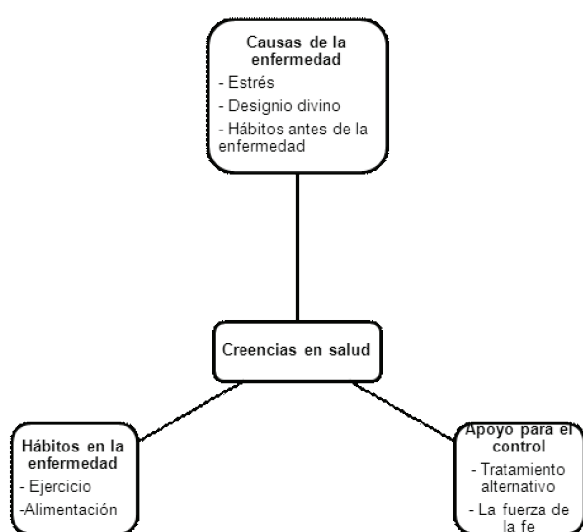 Causas de la
enfermedad
- Estrés
- Designio divino
- Hábitos antes de la
enfermedad
Creencias en salud
Hábitos en la
enfermedad
- Ejercicio
-Alimentación
Apoyo para el
control
- Tratamiento
alternativo
- La fuerza de
la fe